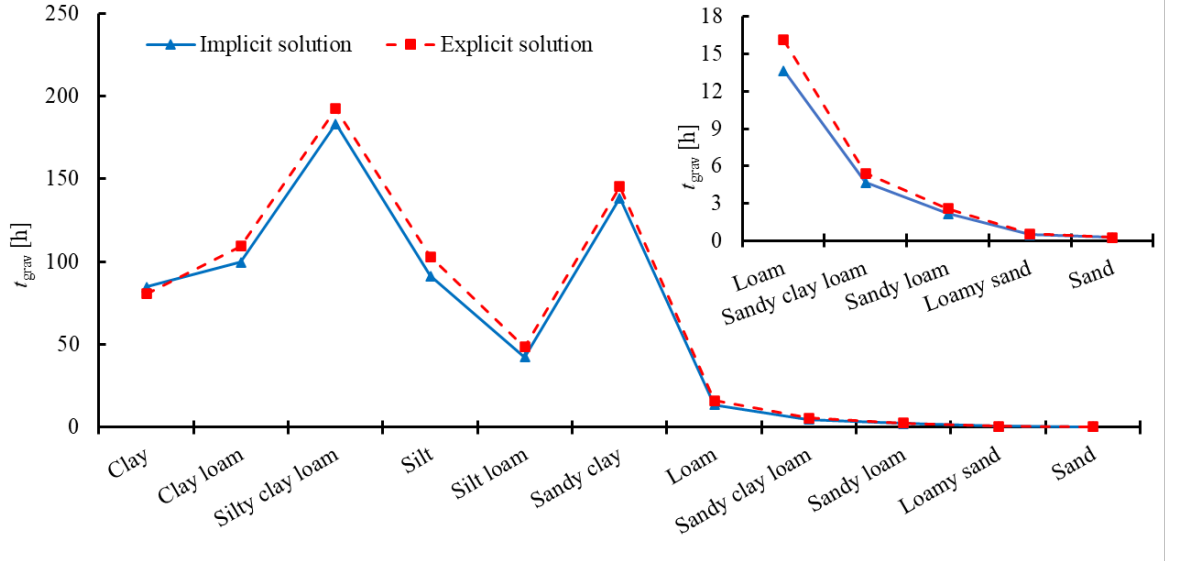 250
200
150
100
50
0
t grav [h]
Implicit solution
Explicit solution
Clay
Clay loam
Silty clay loam
Silt
Silt loam
Sandy clay
Loam
Sandy clay loam
Sandy loam
Loamy sand
Sand
18
15
12
9
6
3
0
t grav [h]
Loam
Sandy clay loam
Sandy loam
Loamy sand
Sand